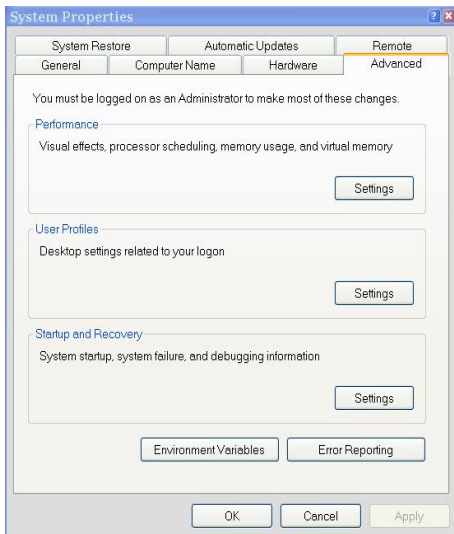 System Properties
System Restore Automatic Updates Remote
General Computer Name Hardware Advanced
You must be logged on as an Administrator to make most of these changes.
Performance
Visual effects, processor scheduling, memory usage, and virtual memory
Settings
User Profiles
Desktop settings related to your logon
Settings
Startup and Recovery
System startup, system failure, and debugging information
Settings
Environment Variables Error Reporting
OK Cancel Apply